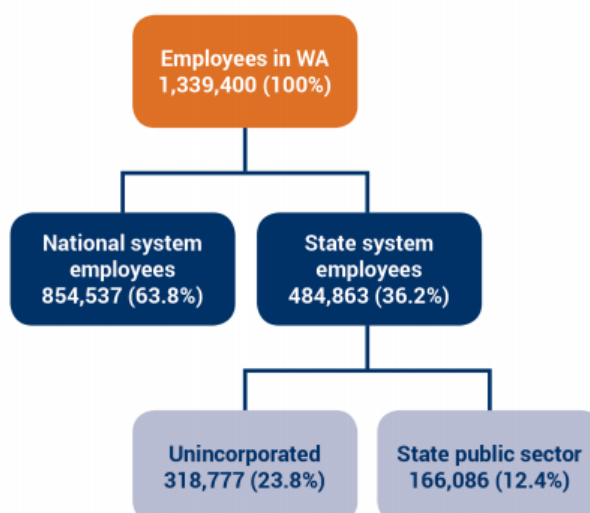 Employees in WA
1,339,400 (100%)
National system
employees
854,537 (63.8%)
State system
employees
484,863 (36.2%)
Unincorporated
318,777 (23.8%)
State public sector
166,086 (12.4%)